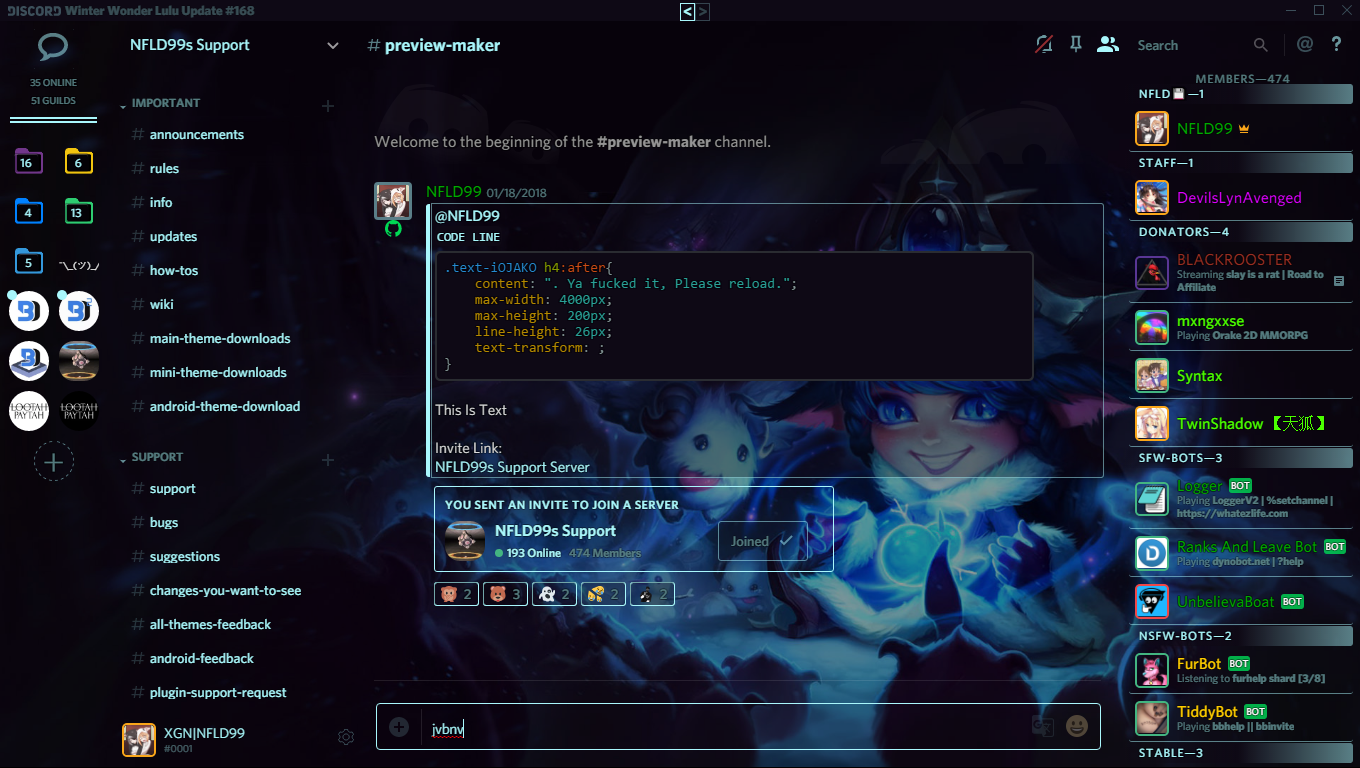 DISCORD Winter Wonder Lulu Update #168
< >
35 ONLINE
51 GUILDS
16
6
4
13
5
¯\_(ツ)_/¯
LOOTAH PAYTAH
LOOTAH PAYTAH
NFLD99s Support
IMPORTANT
# announcements
# rules
# info
# updates
# how-tos
# wiki
# main-theme-downloads
# mini-theme-downloads
# android-theme-download
SUPPORT
# support
# bugs
# suggestions
# changes-you-want-to-see
# all-themes-feedback
# android-feedback
# plugin-support-request
XGN|NFLD99
#0001
# preview-maker
Search
@ ?
Welcome to the beginning of the #preview-maker channel.
NFLD99 01/18/2018
@NFLD99
CODE LINE
.text-iOJAKO h4:after{
content: ". Ya fucked it, Please reload.";
max-width: 4000px;
max-height: 200px;
line-height: 26px;
text-transform: ;
}
This Is Text
Invite Link:
NFLD99s Support Server
YOU SENT AN INVITE TO JOIN A SERVER
NFLD99s Support
193 Online 474 Members
Joined
2 3 2 2 2
jvbnv
MEMBERS—474
NFLD💾—1
NFLD99
STAFF—1
DevilsLynAvenged
DONATORS—4
BLACKROOSTER
Streaming slay is a rat | Road to
Affiliate
mxngxxse
Playing Orake 2D MMORPG
Syntax
TwinShadow 【天狐】
SFW-BOTS—3
Logger BOT
Playing LoggerV2 | %setchannel |
https://whatezlife.com
Ranks And Leave Bot BOT
Playing dynobot.net | ?help
UnbelievaBoat BOT
NSFW-BOTS—2
FurBot BOT
Listening to furhelp shard [3/8]
TiddyBot BOT
Playing bbhelp || bbinvite
STABLE—3